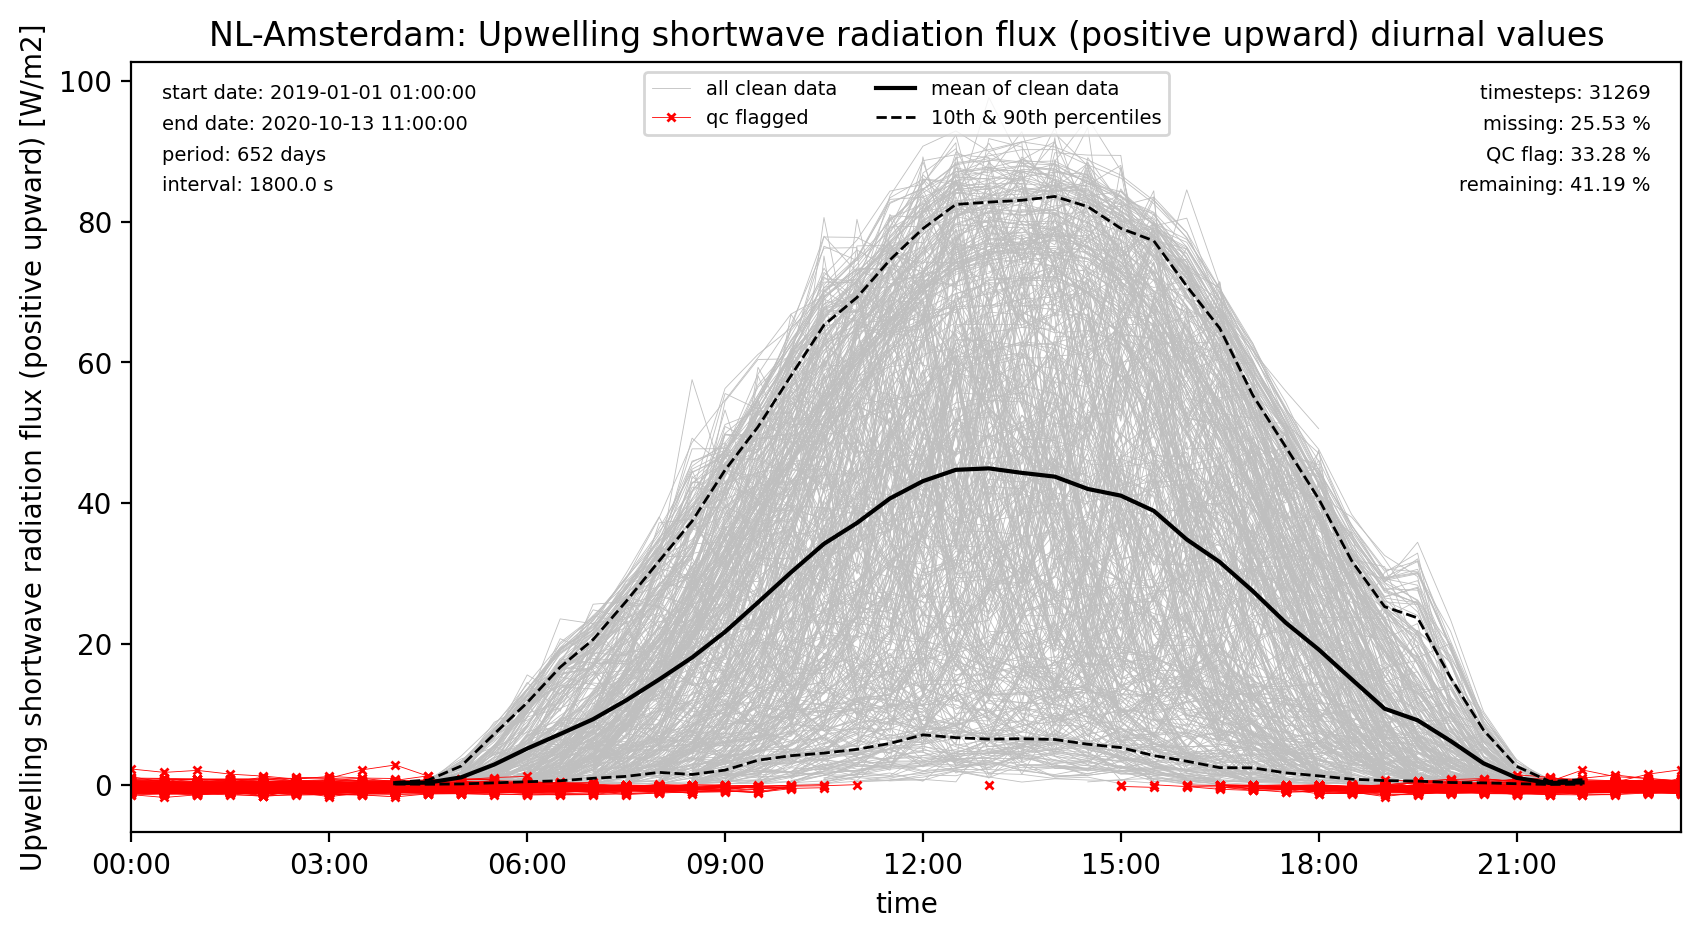 NL-Amsterdam: Upwelling shortwave radiation flux (positive upward) diurnal values
Upwelling shortwave radiation flux (positive upward) [W/m2]
100
80
60
40
20
0
start date: 2019-01-01 01:00:00
end date: 2020-10-13 11:00:00
period: 652 days
interval: 1800.0 s
all clean data
qc flagged
mean of clean data
10th & 90th percentiles
timesteps: 31269
missing: 25.53 %
QC flag: 33.28 %
remaining: 41.19 %
00:00 03:00 06:00 09:00 12:00 15:00 18:00 21:00
time